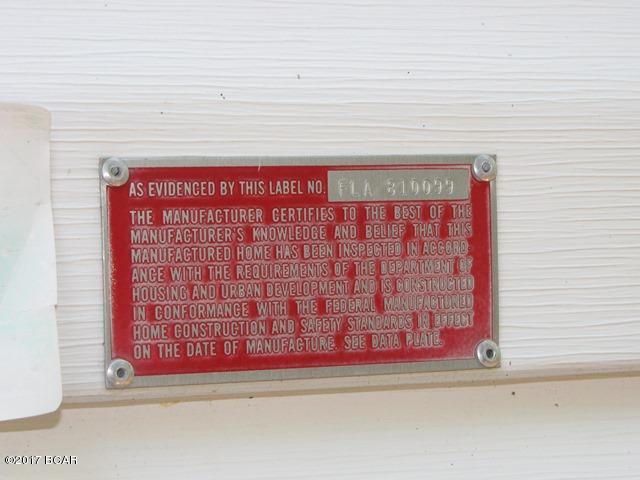 AS EVIDENCED BY THIS LABEL NO. FLA 810099
THE MANUFACTURER CERTIFIES TO THE BEST OF THE
MANUFACTURER'S KNOWLEDGE AND BELIEF THAT THIS
MANUFACTURED HOME HAS BEEN INSPECTED IN ACCORD-
ANCE WITH THE REQUIREMENTS OF THE DEPARTMENT OF
HOUSING AND URBAN DEVELOPMENT AND IS CONSTRUCTED
IN CONFORMANCE WITH THE FEDERAL MANUFACTURED
HOME CONSTRUCTION AND SAFETY STANDARDS IN EFFECT
ON THE DATE OF MANUFACTURE. SEE DATA PLATE.
©2017 BCAR